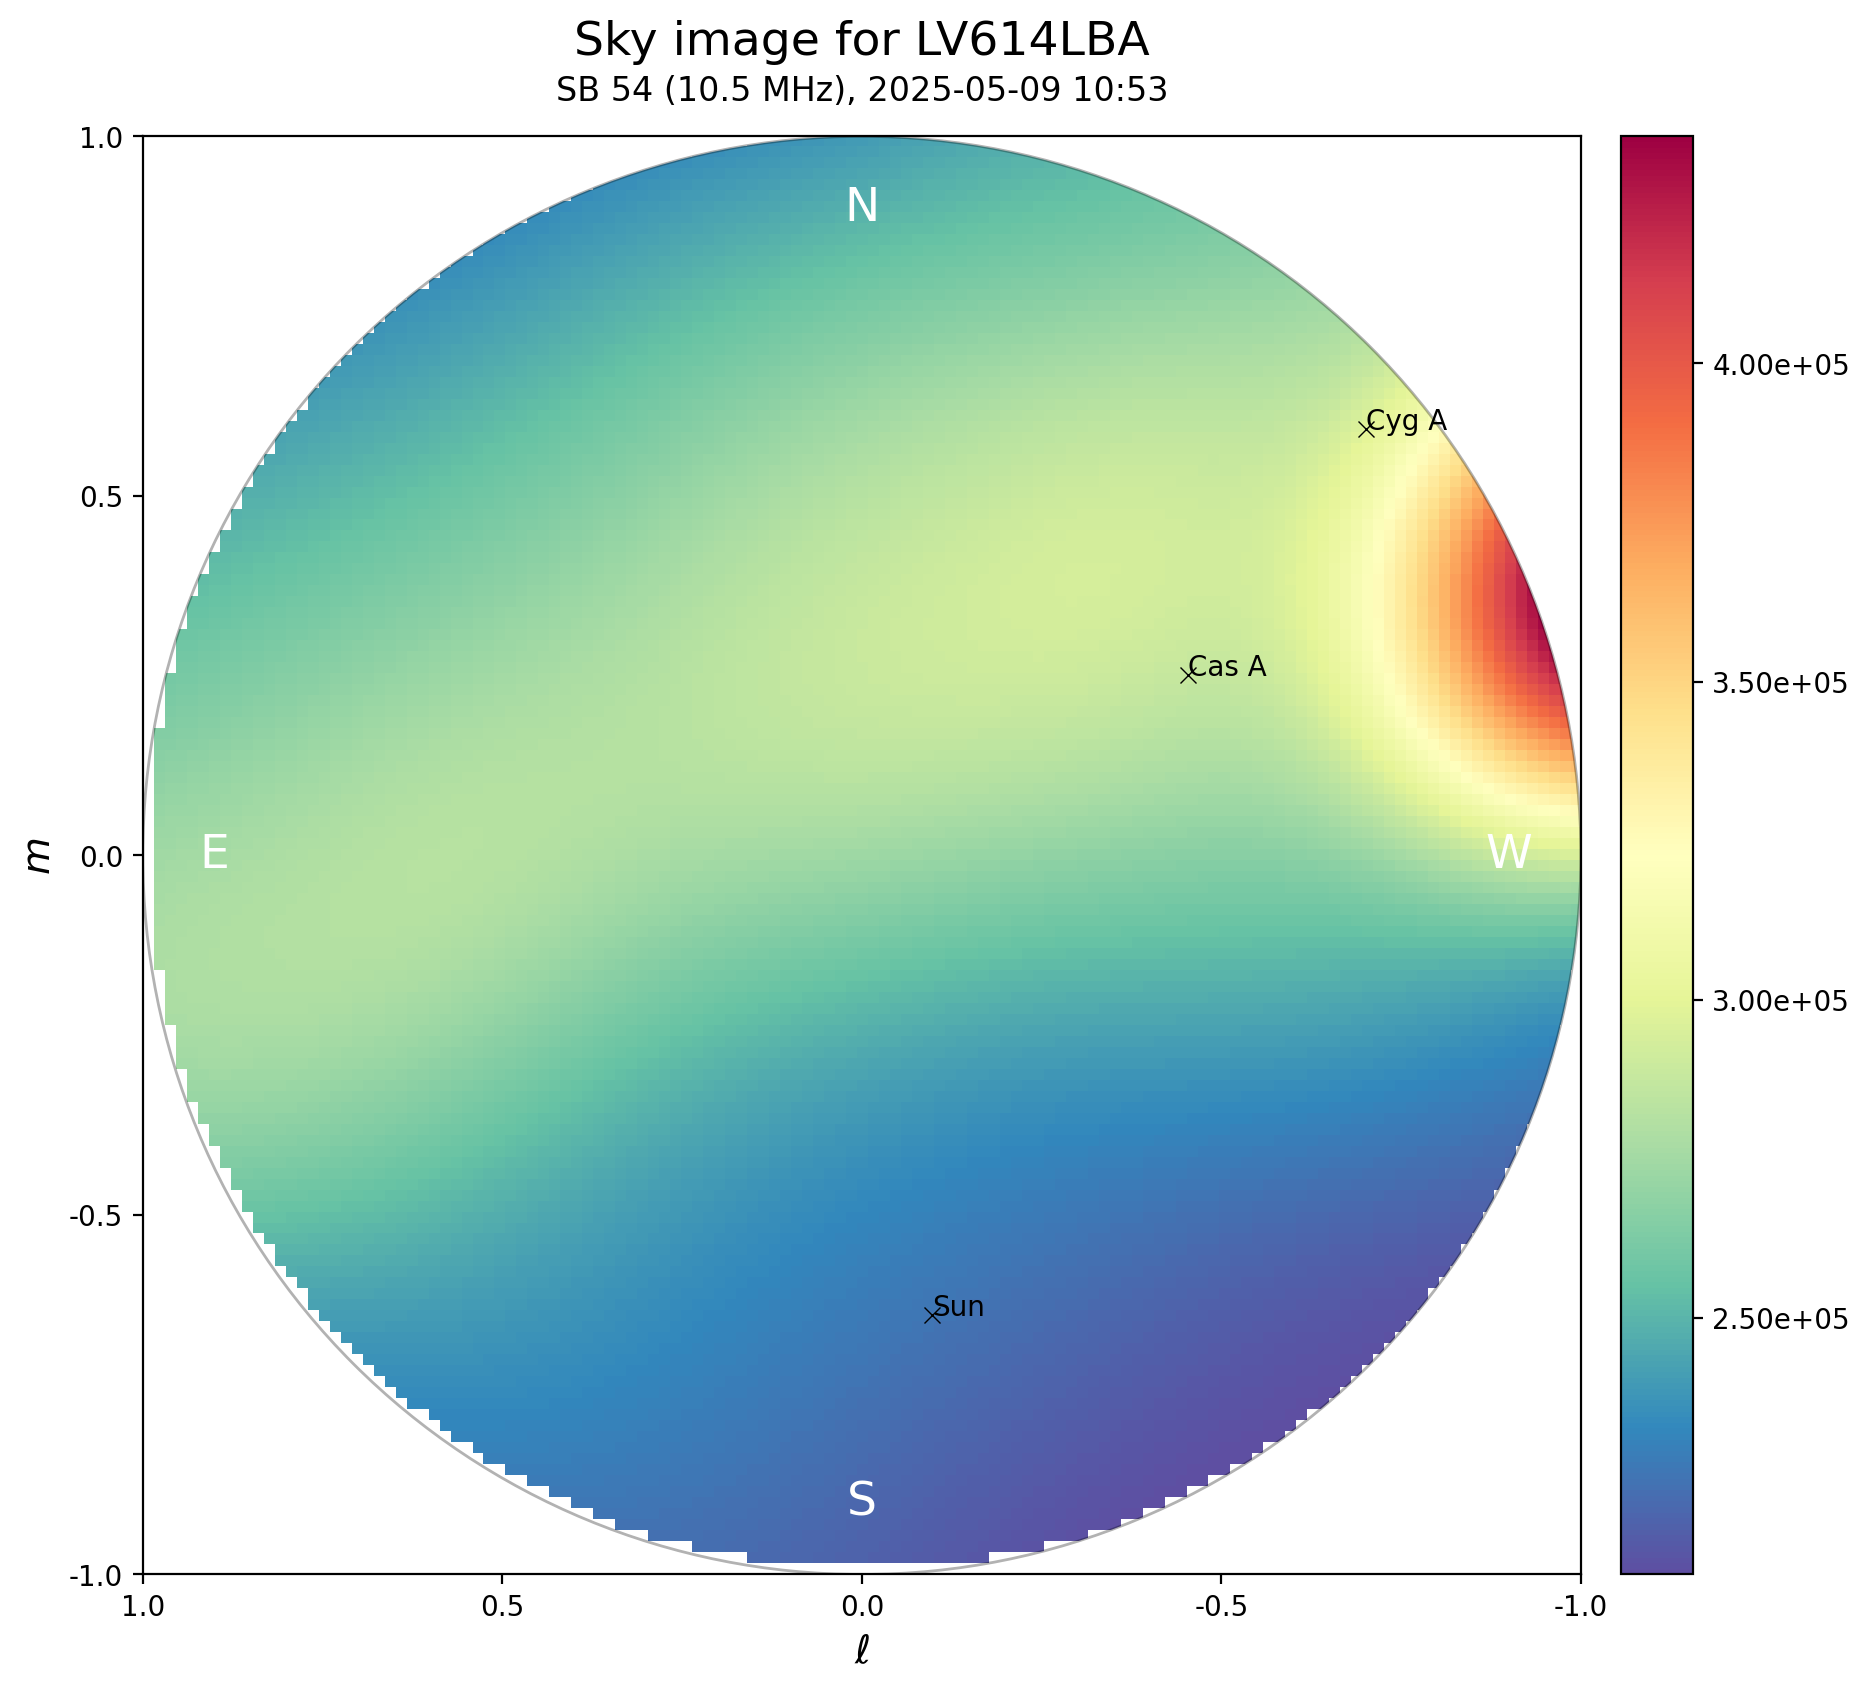 Sky image for LV614LBA
SB 54 (10.5 MHz), 2025-05-09 10:53
1.0
0.5
0.0
-0.5
-1.0
m
N
E
W
S
Cyg A
Cas A
Sun
1.0
0.5
0.0
-0.5
-1.0
ℓ
4.00e+05
3.50e+05
3.00e+05
2.50e+05